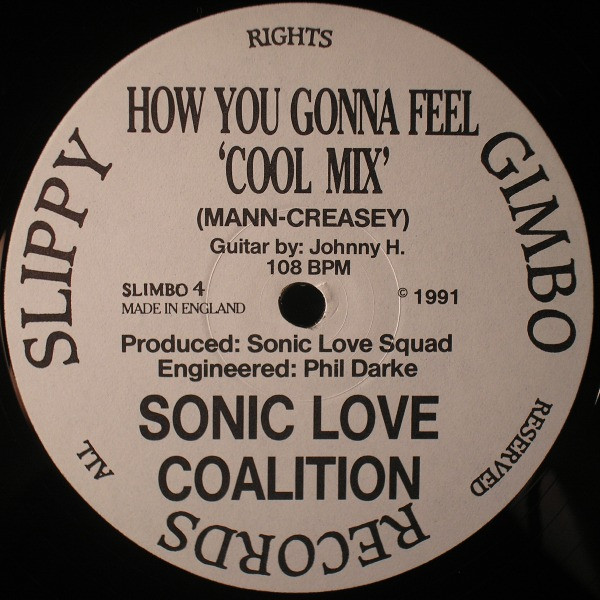 RIGHTS
HOW YOU GONNA FEEL
'COOL MIX'
(MANN-CREASEY)
Guitar by: Johnny H.
108 BPM
SLIMBO 4
MADE IN ENGLAND
© 1991
Produced: Sonic Love Squad
Engineered: Phil Darke
SONIC LOVE
COALITION
SLIPPY
GIMBO
RECORDS
ALL
RESERVED